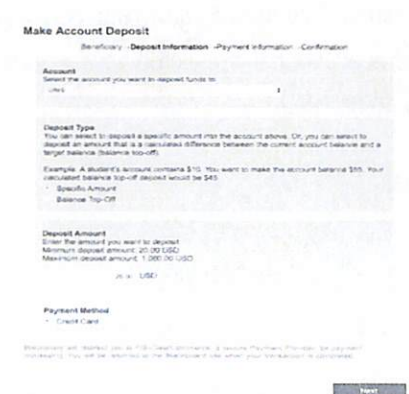 Make Account Deposit
Beneficiary -Deposit Information -Payment Information -Confirmation
Account
Select the account you want to deposit funds to
Deposit Type
You can select to deposit a specific amount into the account above. Or, you can select to
deposit an amount that is a calculated difference between the current account balance and a
target balance (balance top-off).
Example: A student's account contains $10. You want to make the account balance $55. Your
calculated balance top-off deposit would be $45.
Specific Amount
Balance Top-Off
Deposit Amount
Enter the amount you want to deposit
Minimum deposit amount: 20.00 USD
Maximum deposit amount: 1,000.00 USD
USD
Payment Method
Credit Card
Next